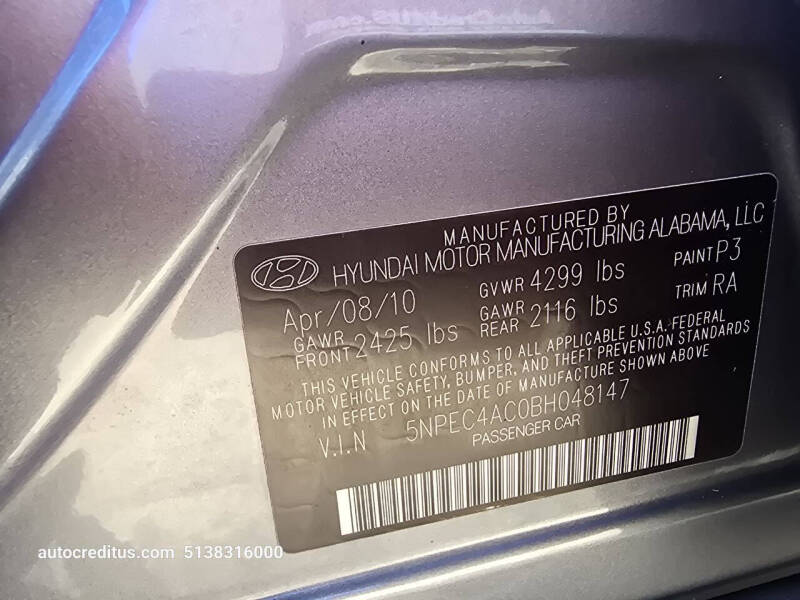 MANUFACTURED BY
HYUNDAI MOTOR MANUFACTURING ALABAMA, LLC
Apr/08/10 GVWR 4299 lbs PAINT P3
GAWR FRONT 2425 lbs GAWR REAR 2116 lbs TRIM RA
THIS VEHICLE CONFORMS TO ALL APPLICABLE U.S.A. FEDERAL
MOTOR VEHICLE SAFETY, BUMPER, AND THEFT PREVENTION STANDARDS
IN EFFECT ON THE DATE OF MANUFACTURE SHOWN ABOVE
V.I.N 5NPEC4AC0BH048147
PASSENGER CAR
autocreditus.com 5138316000